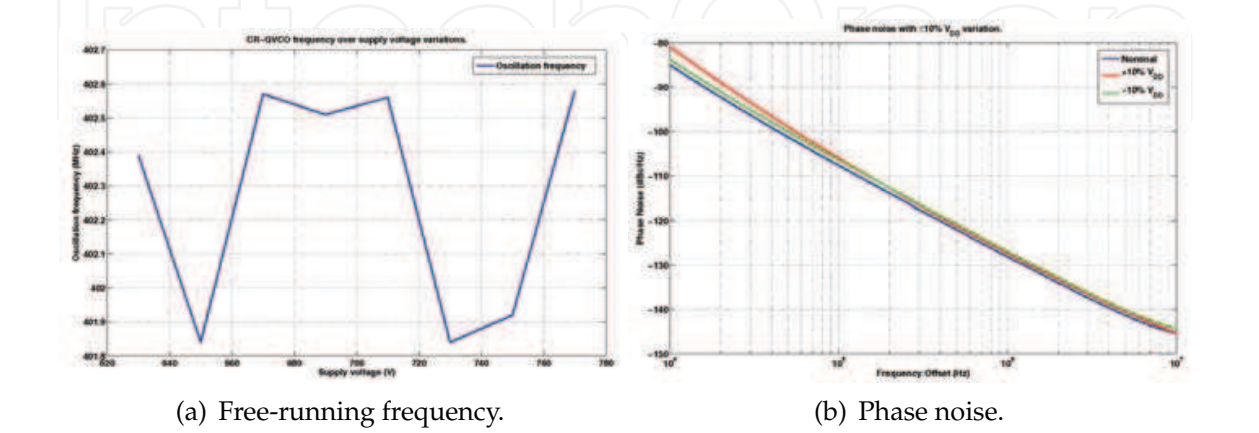 CR-QVCO frequency over supply voltage variations.
Oscillation frequency
402.7
402.6
402.5
402.4
402.3
402.2
402.1
402
401.9
401.8
Oscillation frequency (MHz)
620
640
660
680
700
720
740
760
780
Supply voltage (V)
(a) Free-running frequency.
Phase noise with ±10% VDD variation.
Nominal
+10% VDD
-10% VDD
-80
-90
-100
-110
-120
-130
-140
-150
Phase Noise (dBc/Hz)
Frequency Offset (Hz)
(b) Phase noise.